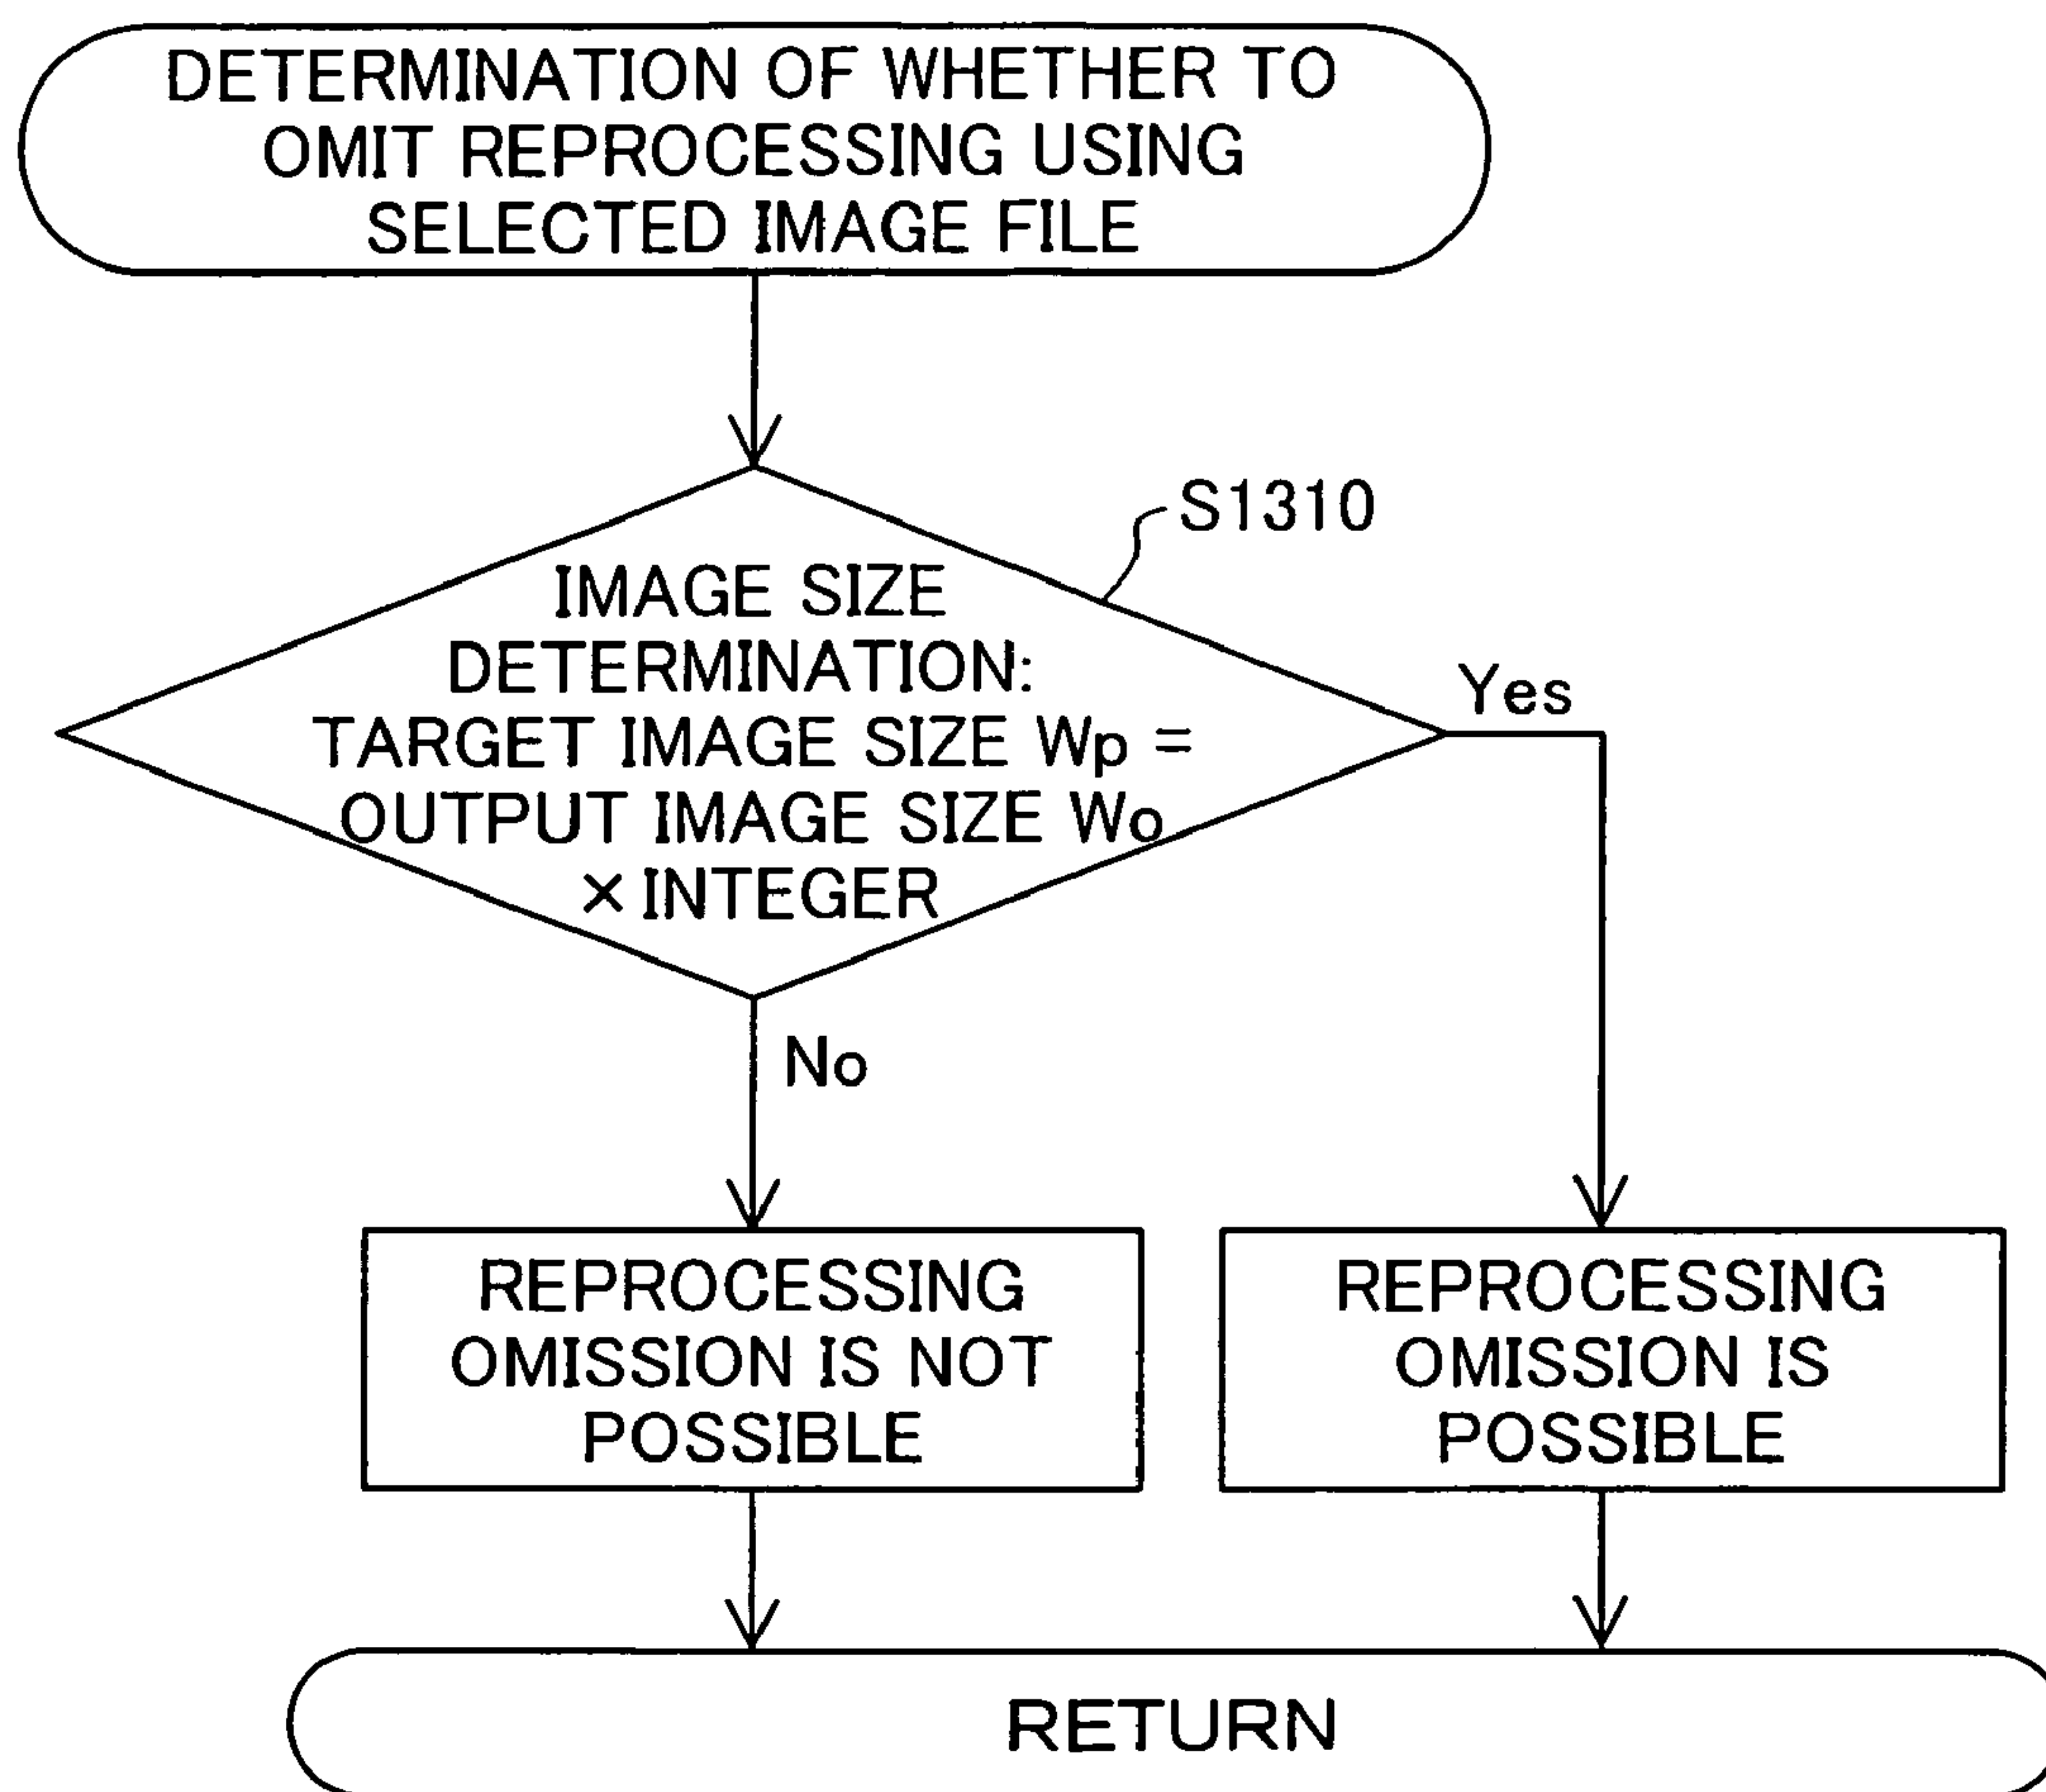 DETERMINATION OF WHETHER TO
OMIT REPROCESSING USING
SELECTED IMAGE FILE
S1310
IMAGE SIZE
DETERMINATION:
TARGET IMAGE SIZE Wp =
OUTPUT IMAGE SIZE Wo
× INTEGER
Yes
No
REPROCESSING
OMISSION IS NOT
POSSIBLE
REPROCESSING
OMISSION IS
POSSIBLE
RETURN